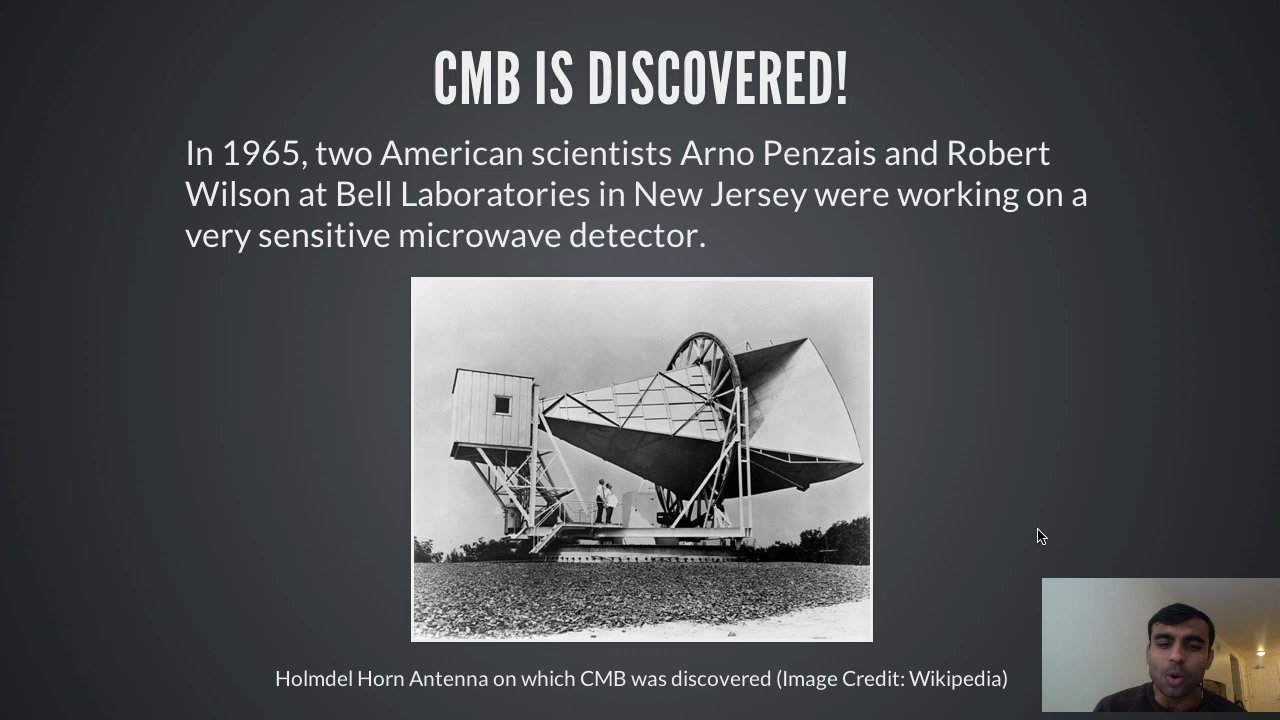 CMB IS DISCOVERED!
In 1965, two American scientists Arno Penzais and Robert
Wilson at Bell Laboratories in New Jersey were working on a
very sensitive microwave detector.
Holmdel Horn Antenna on which CMB was discovered (Image Credit: Wikipedia)